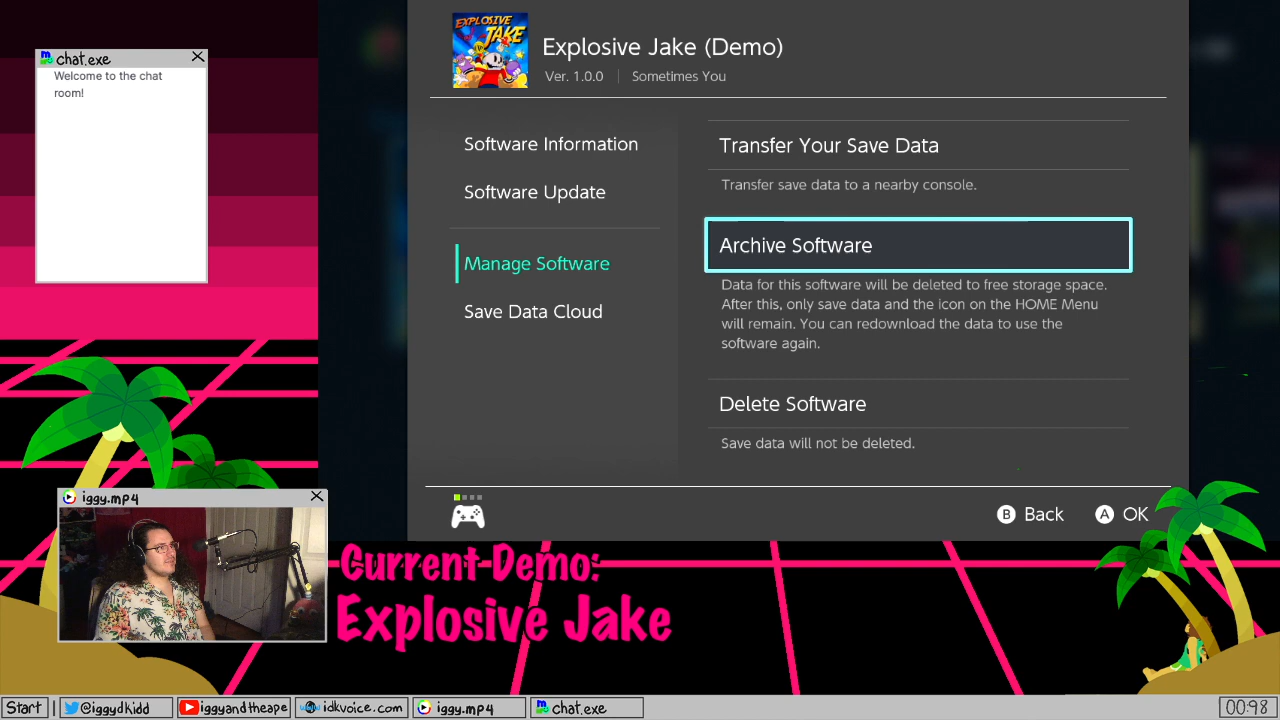 chat.exe
Welcome to the chat
room!
EXPLOSIVE
JAKE
Explosive Jake (Demo)
Ver. 1.0.0
Sometimes You
Software Information
Software Update
Manage Software
Save Data Cloud
Transfer Your Save Data
Transfer save data to a nearby console.
Archive Software
Data for this software will be deleted to free storage space.
After this, only save data and the icon on the HOME Menu
will remain. You can redownload the data to use the
software again.
Delete Software
Save data will not be deleted.
B Back
A OK
iggy.mp4
Current Demo:
Explosive Jake
Start
@iggydkidd
iggyandtheape
www idkvoice.com
iggy.mp4
chat.exe
00:98